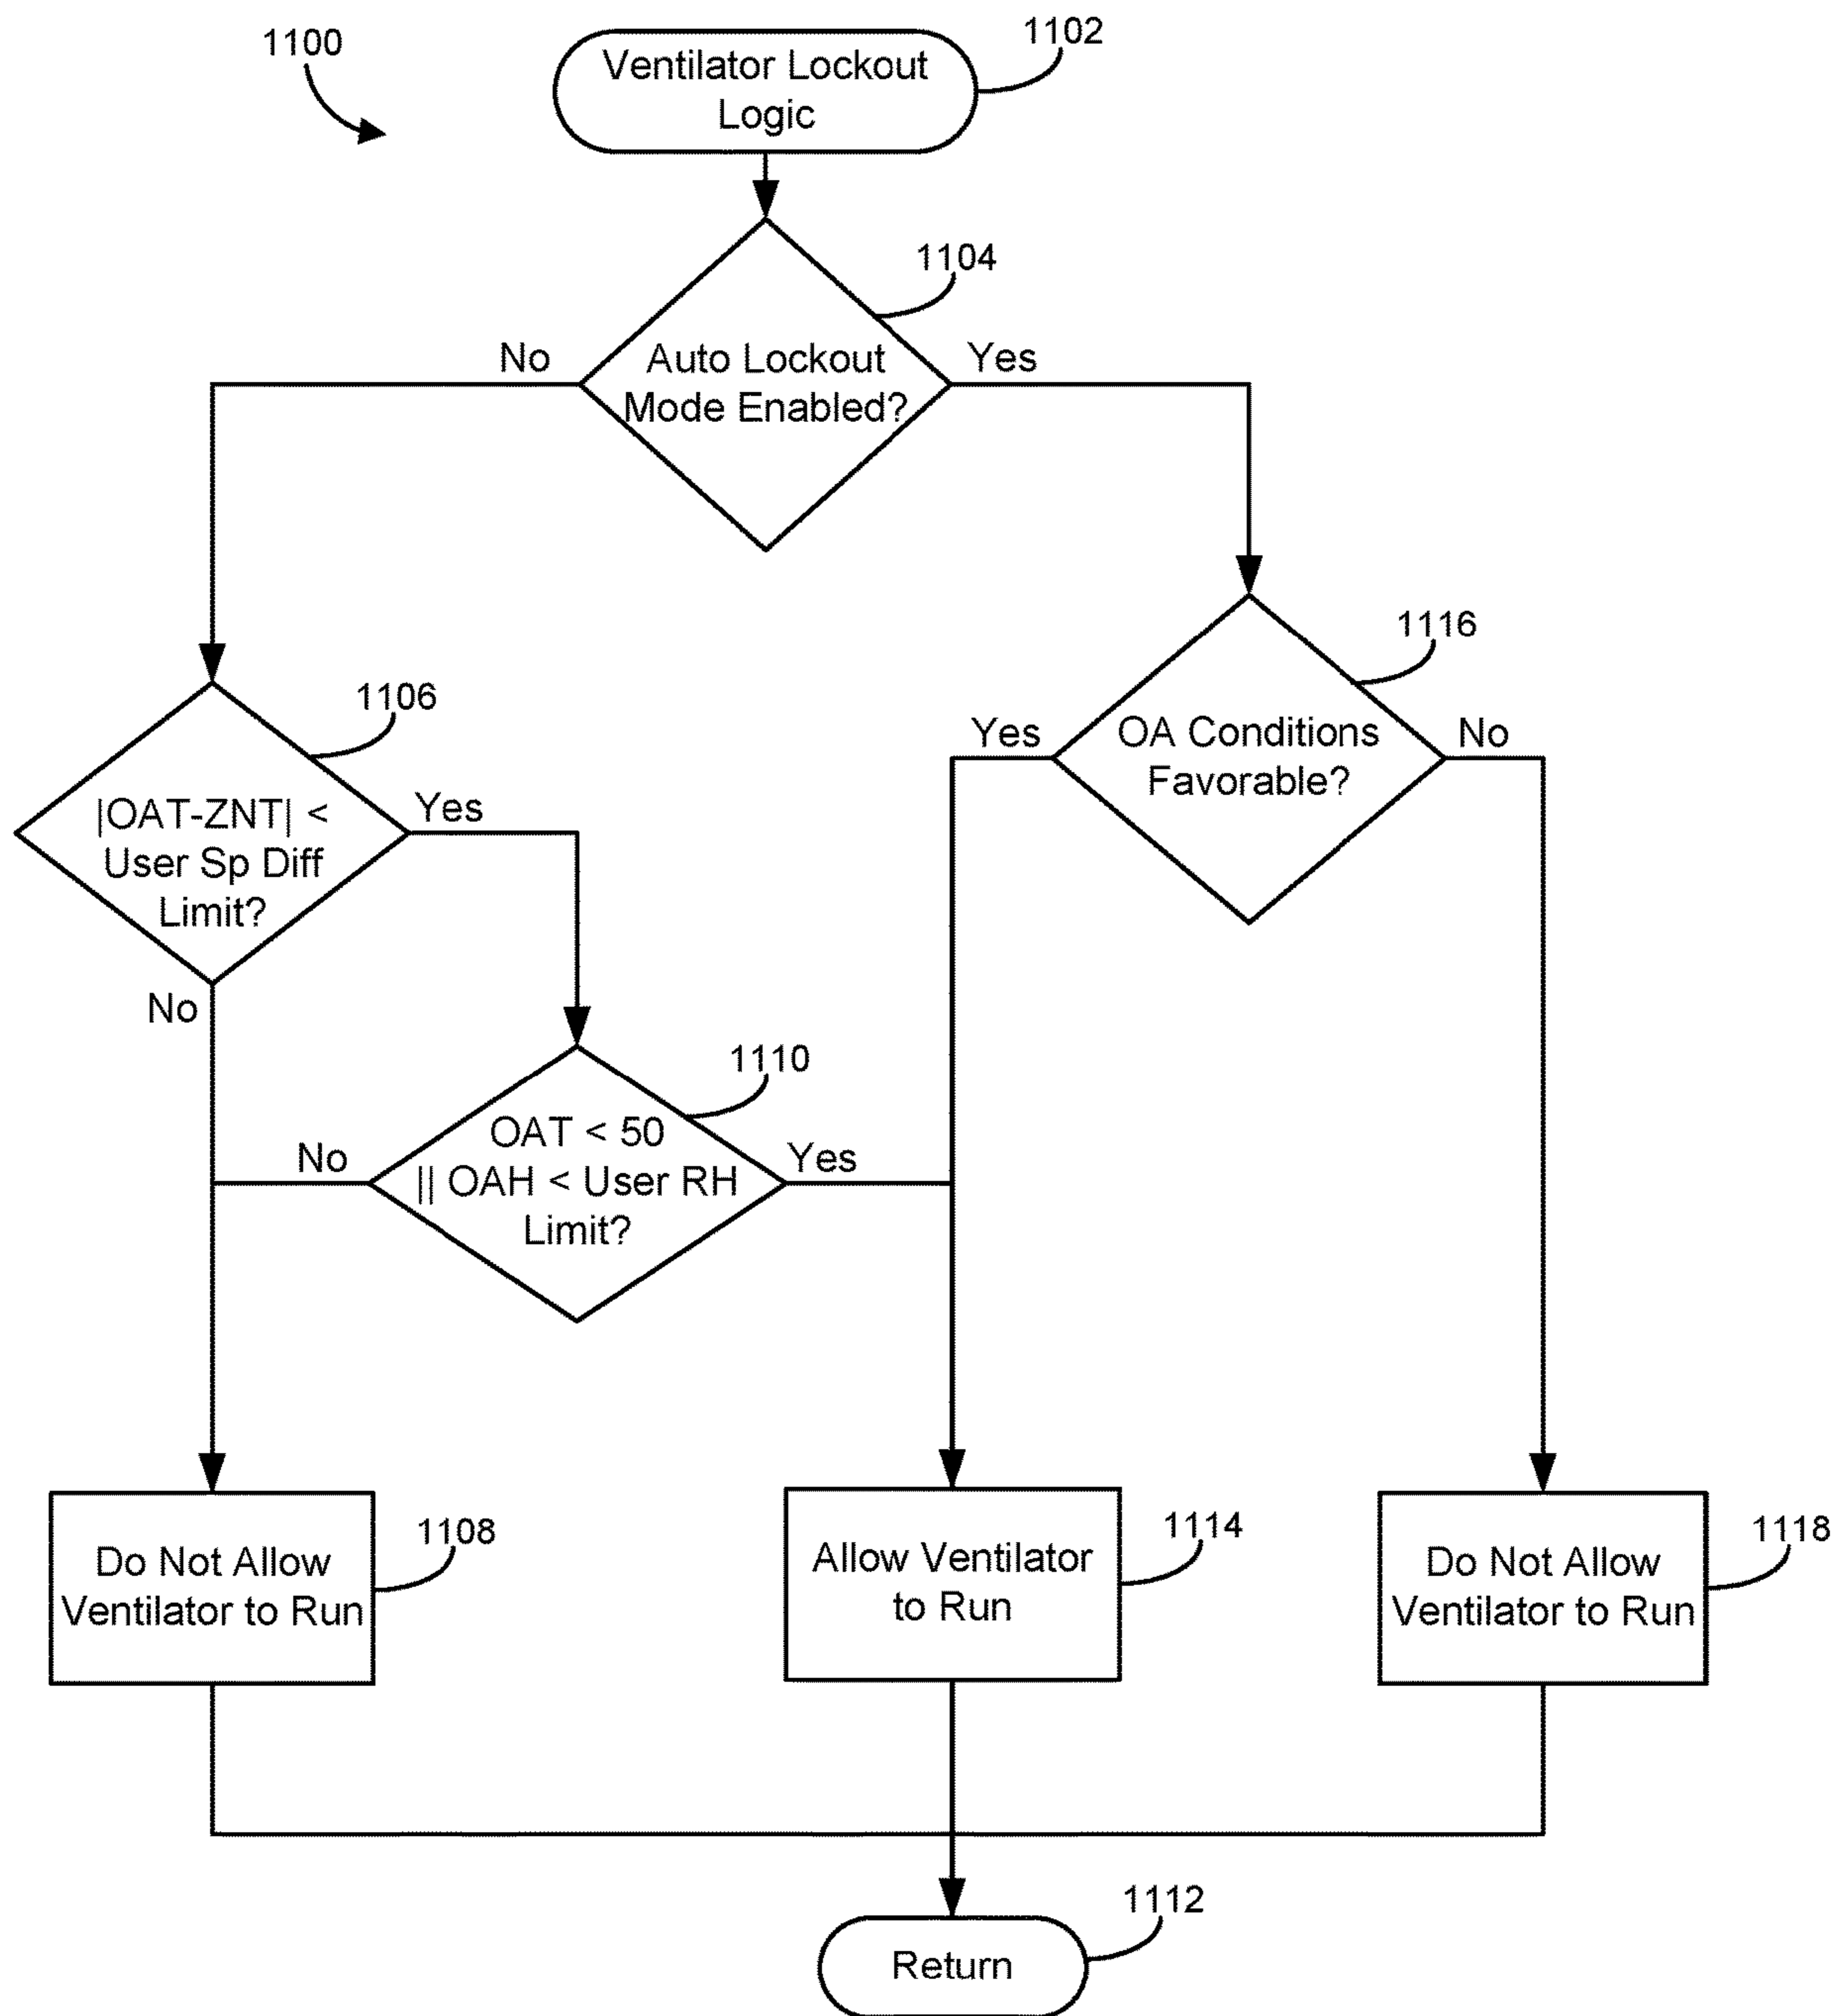 1100
Ventilator Lockout
Logic
1102
1104
No
Auto Lockout
Mode Enabled?
Yes
1116
1106
Yes
OA Conditions
Favorable?
No
|OAT-ZNT| <
User Sp Diff
Limit?
Yes
No
1110
No
OAT < 50
|| OAH < User RH
Limit?
Yes
Do Not Allow
Ventilator to Run
1108
Allow Ventilator
to Run
1114
Do Not Allow
Ventilator to Run
1118
1112
Return